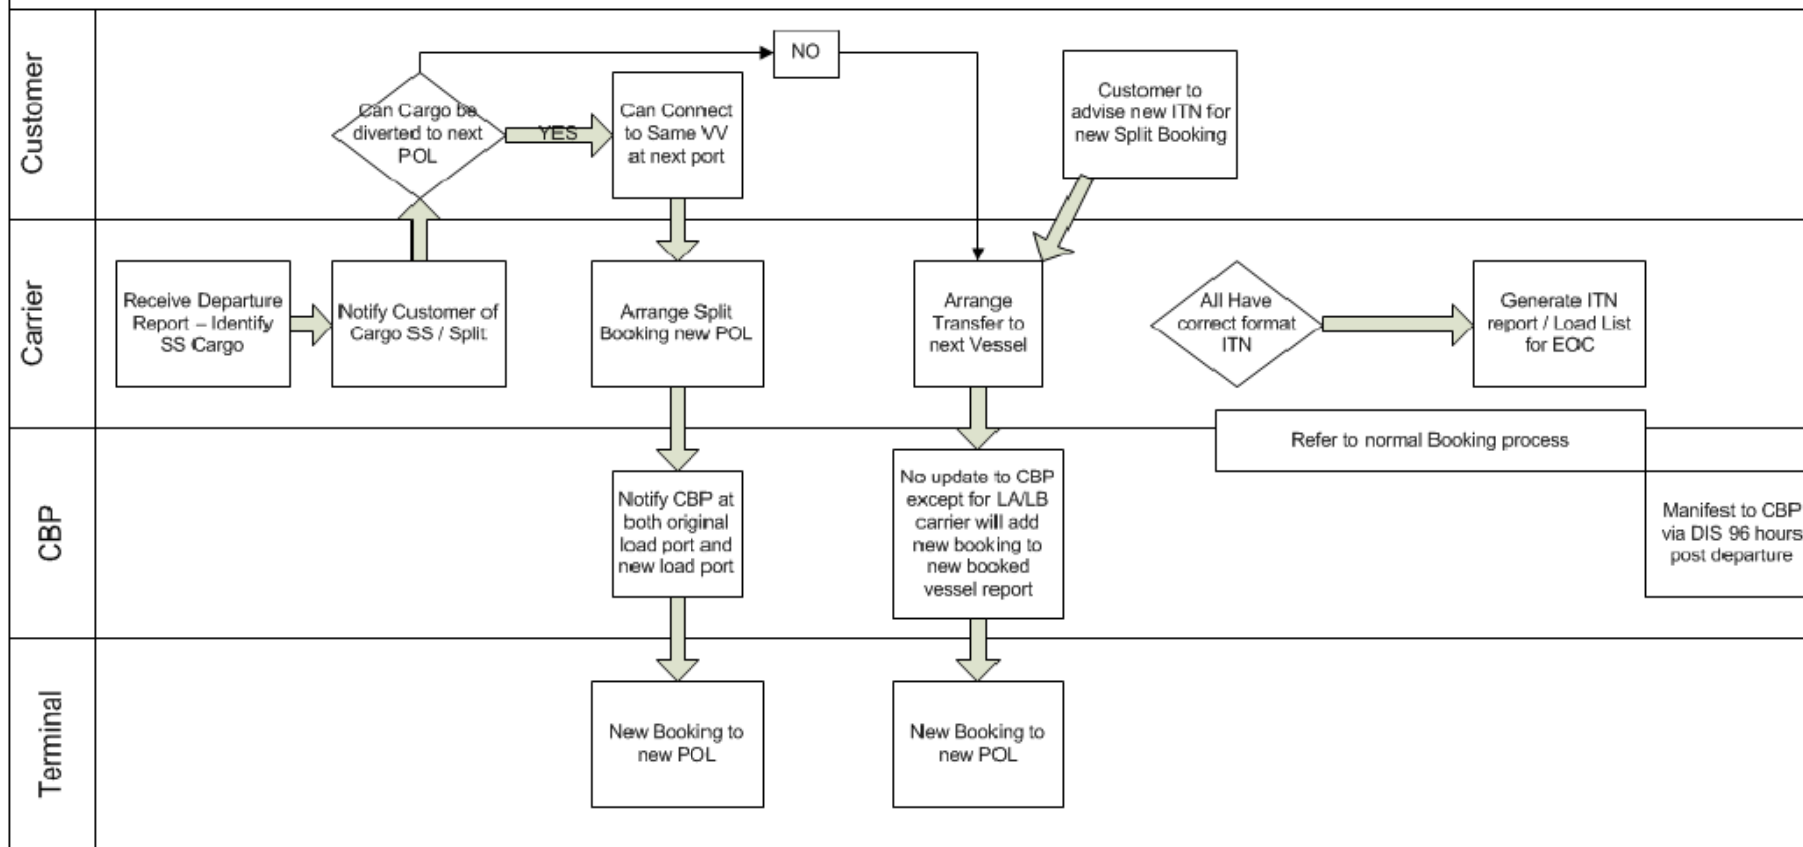 Customer
Can Cargo be
diverted to next
POL
YES
Can Connect
to Same VV
at next port
NO
Customer to
advise new ITN for
new Split Booking
Carrier
Receive Departure
Report – Identify
SS Cargo
Notify Customer of
Cargo SS / Split
Arrange Split
Booking new POL
Arrange
Transfer to
next Vessel
All Have
correct format
ITN
Generate ITN
report / Load List
for EOC
Refer to normal Booking process
CBP
Notify CBP at
both original
load port and
new load port
No update to CBP
except for LA/LB
carrier will add
new booking to
new booked
vessel report
Manifest to CBP
via DIS 96 hours
post departure
Terminal
New Booking to
new POL
New Booking to
new POL